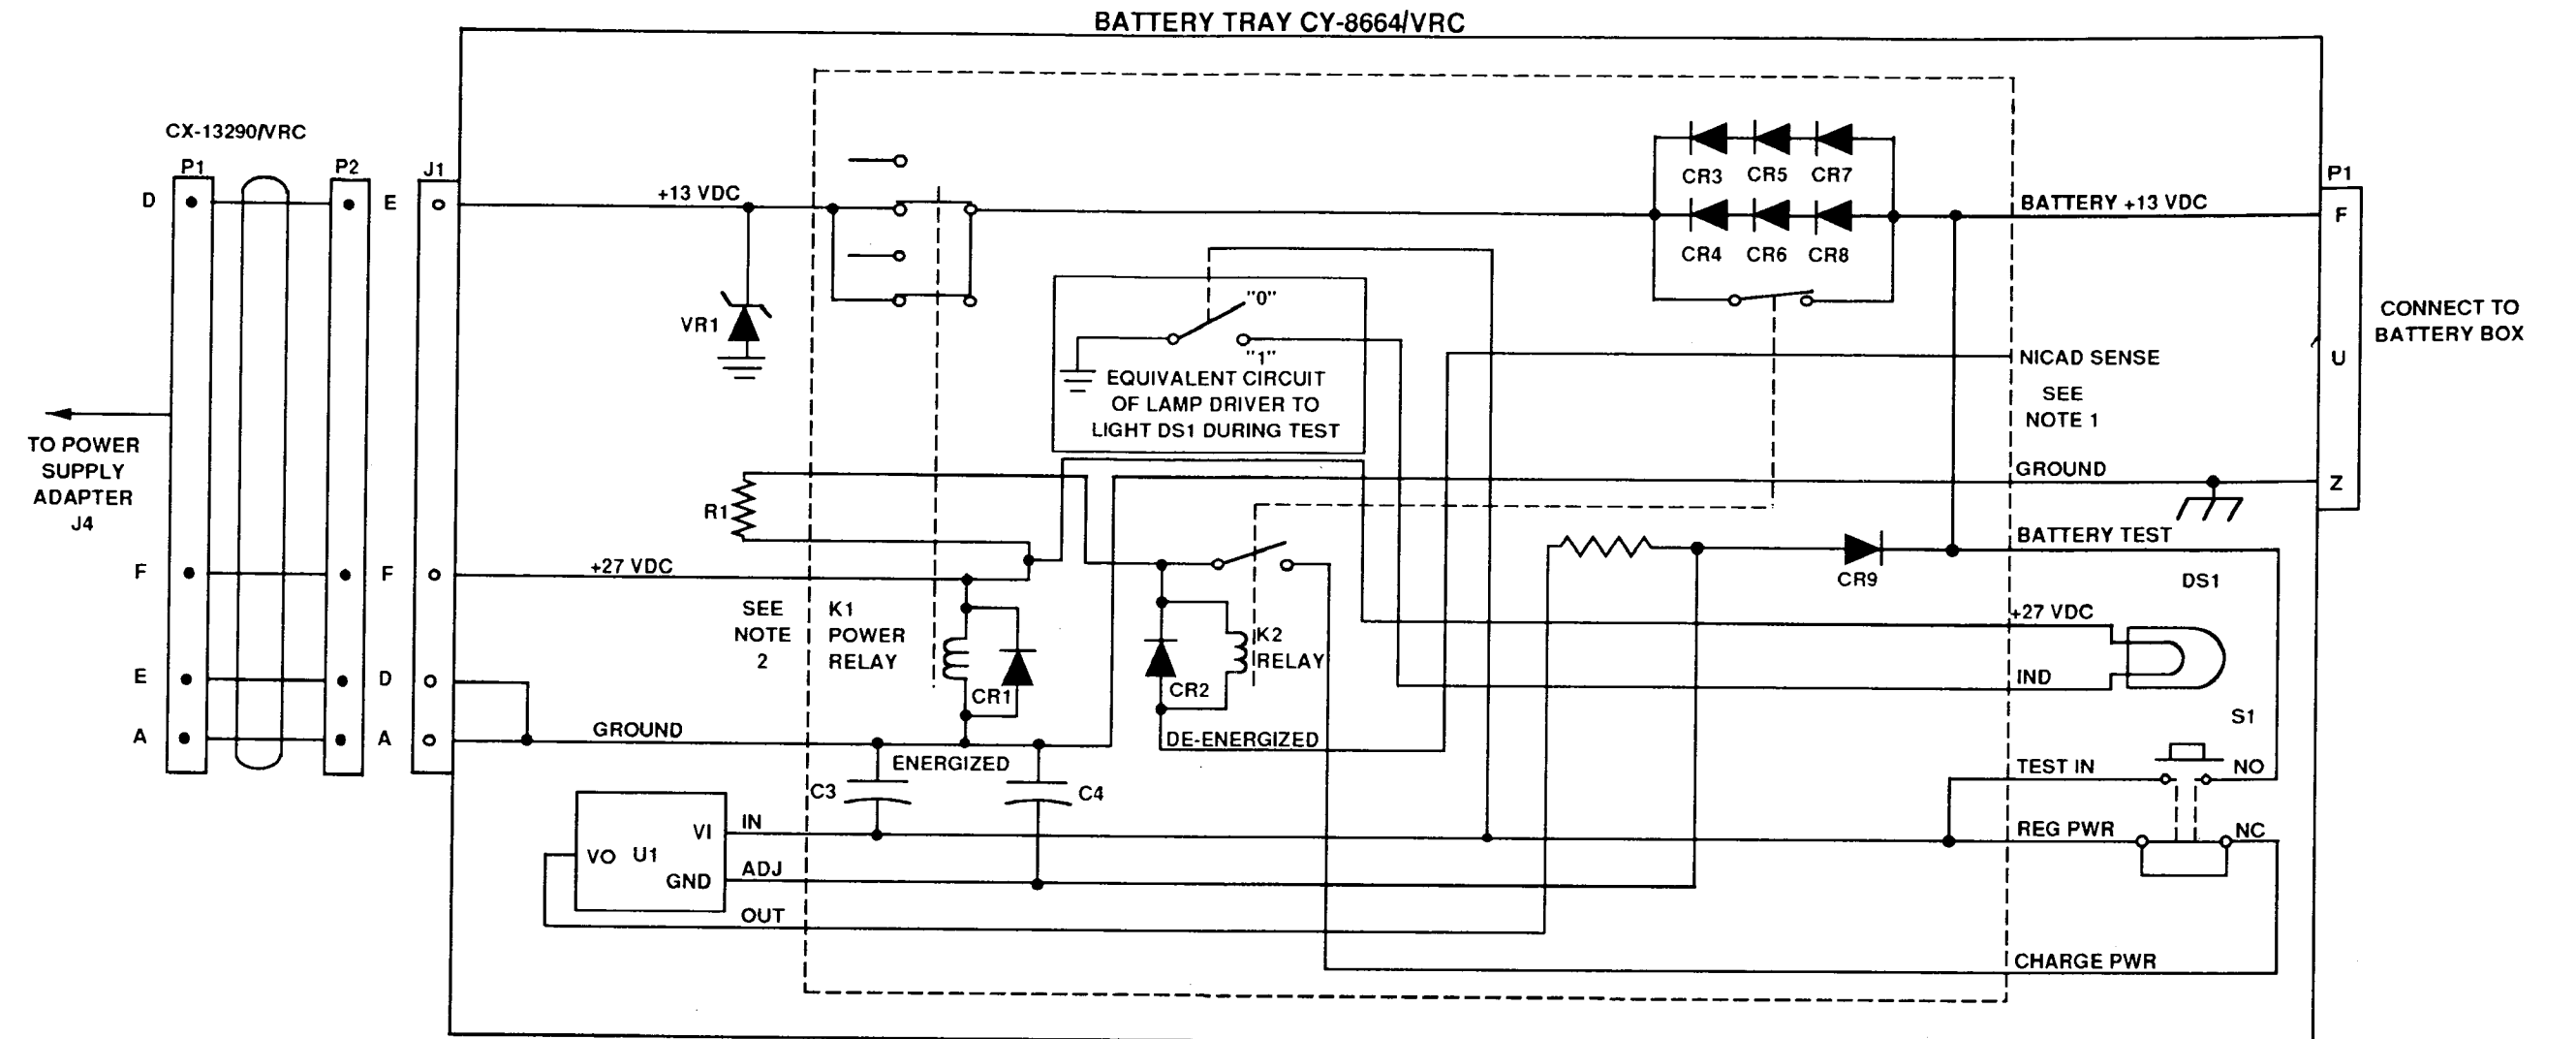 BATTERY TRAY CY-8664/VRC
CX-13290/VRC
P1
P2
J1
D
E
+13 VDC
VR1
CR3
CR5
CR7
CR4
CR6
CR8
BATTERY +13 VDC
P1
F
CONNECT TO
BATTERY BOX
"0"
"1"
EQUIVALENT CIRCUIT
OF LAMP DRIVER TO
LIGHT DS1 DURING TEST
NICAD SENSE
U
SEE
NOTE 1
TO POWER
SUPPLY
ADAPTER
J4
GROUND
Z
R1
BATTERY TEST
F
F
+27 VDC
CR9
DS1
SEE
NOTE
2
K1
POWER
RELAY
CR1
K2
RELAY
CR2
+27 VDC
E
D
IND
S1
A
A
GROUND
ENERGIZED
DE-ENERGIZED
TEST IN
NO
C3
C4
VI
IN
VO
U1
GND
ADJ
REG PWR
NC
OUT
CHARGE PWR